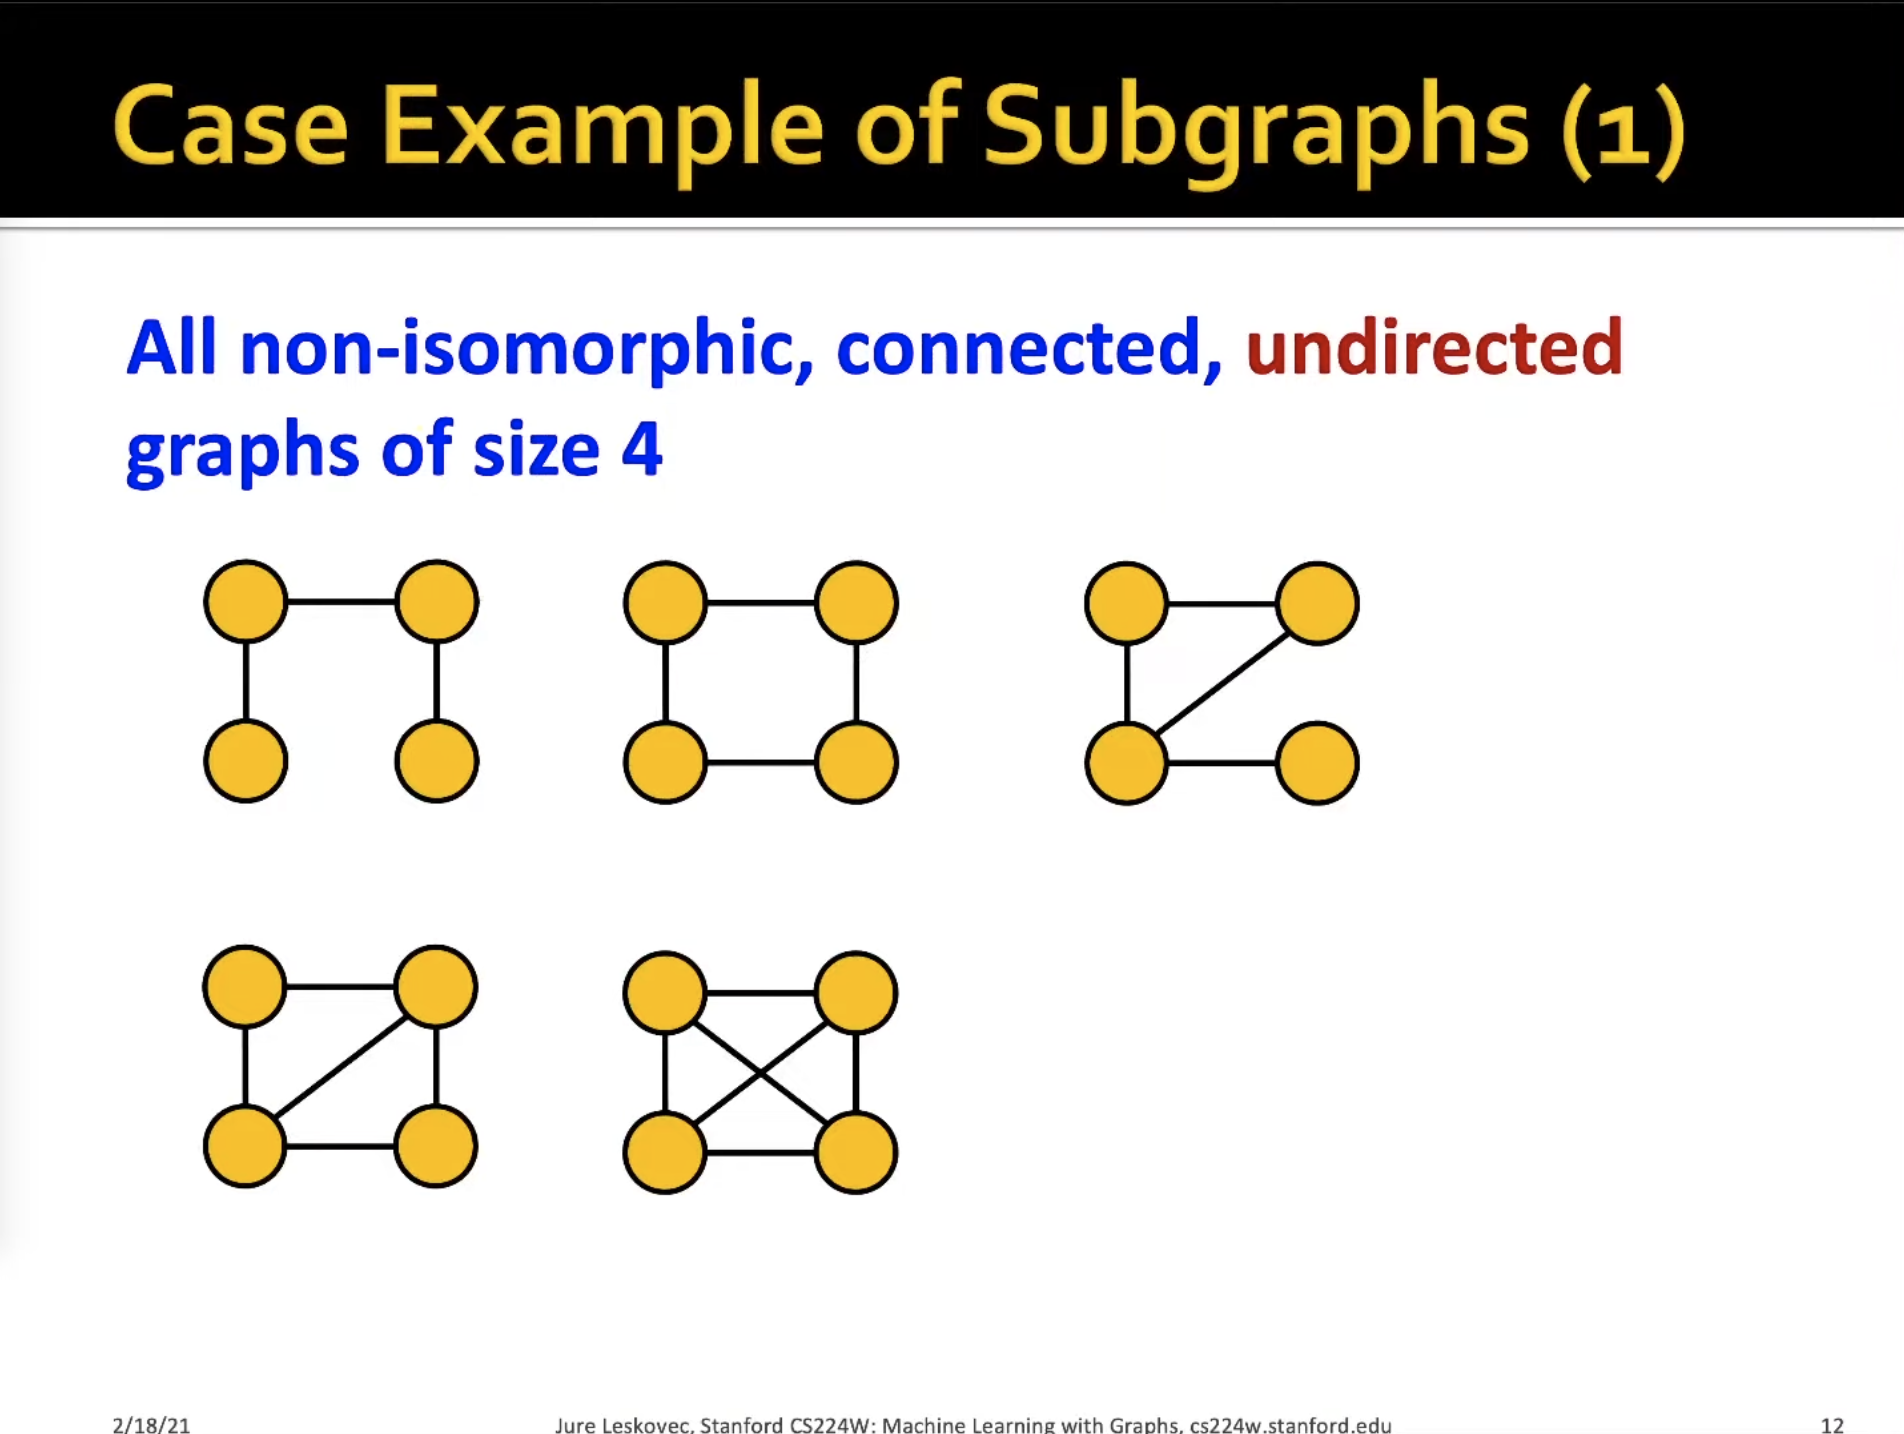 Case Example of Subgraphs (1)
All non-isomorphic, connected, undirected
graphs of size 4
2/18/21
Jure Leskovec, Stanford CS224W: Machine Learning with Graphs, cs224w.stanford.edu
12